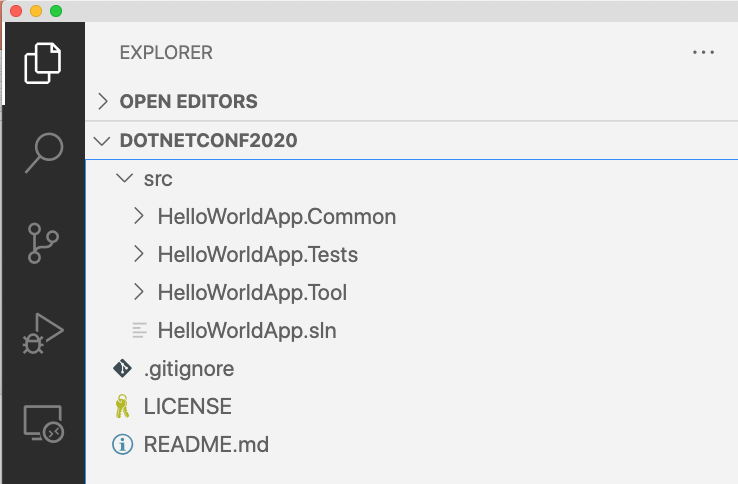 EXPLORER
OPEN EDITORS
DOTNETCONF2020
src
HelloWorldApp.Common
HelloWorldApp.Tests
HelloWorldApp.Tool
HelloWorldApp.sln
.gitignore
LICENSE
README.md